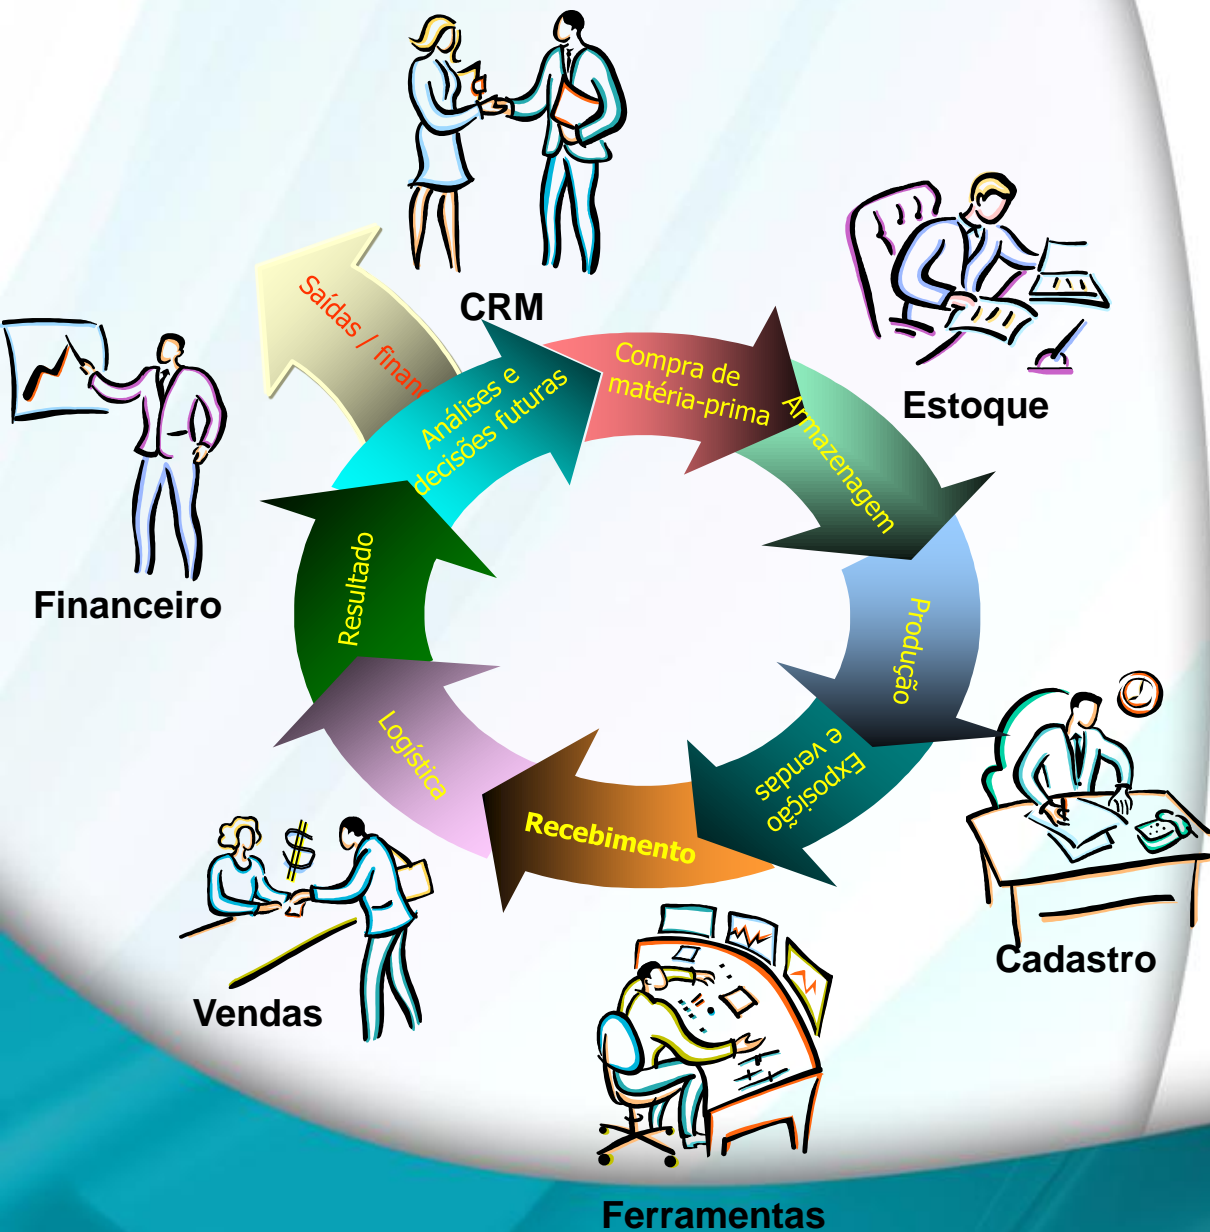 CRM
Saídas / financ
Análises e
decisões futuras
Compra de
matéria-prima
Armazenagem
Estoque
Produção
Exposição
e vendas
Recebimento
Logística
Resultado
Financeiro
Cadastro
Vendas
$
Ferramentas